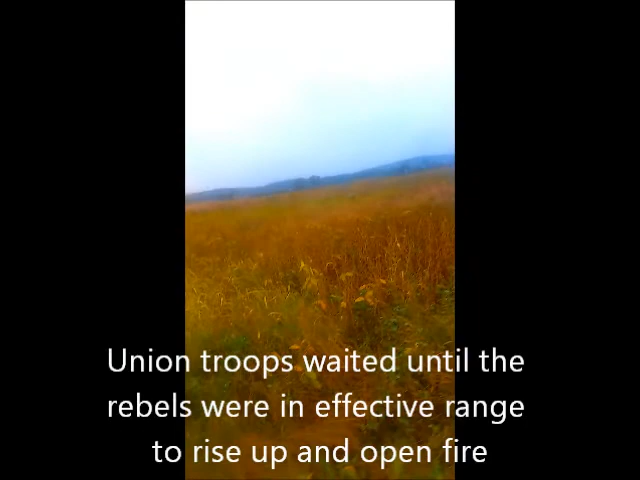 Union troops waited until the
rebels were in effective range
to rise up and open fire